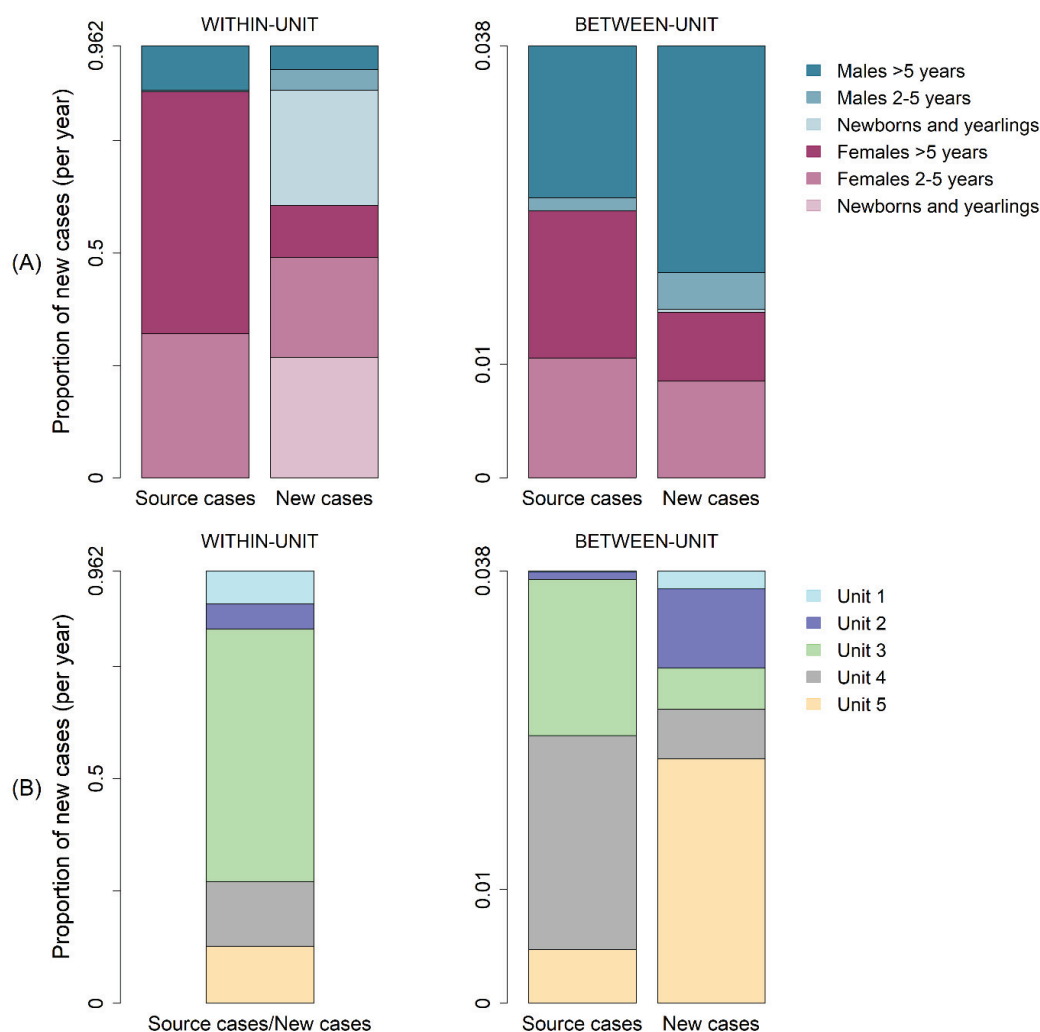 WITHIN-UNIT
BETWEEN-UNIT
(A)
Proportion of new cases (per year)
0.962
0.5
0
Source cases
New cases
0.038
0.01
0
Source cases
New cases
Males >5 years
Males 2-5 years
Newborns and yearlings
Females >5 years
Females 2-5 years
Newborns and yearlings
WITHIN-UNIT
BETWEEN-UNIT
(B)
Proportion of new cases (per year)
0.962
0.5
0
Source cases/New cases
0.038
0.01
0
Source cases
New cases
Unit 1
Unit 2
Unit 3
Unit 4
Unit 5